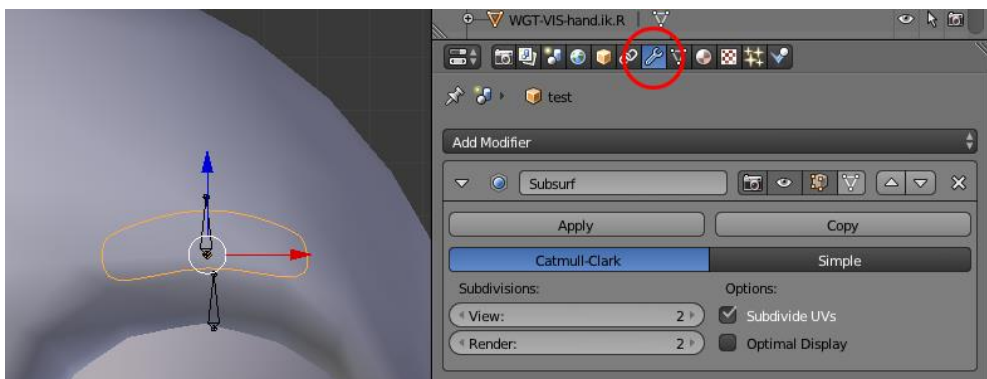 WGT-VIS-hand.ik.R
test
Add Modifier
Subsurf
Apply
Copy
Catmull-Clark
Simple
Subdivisions:
Options:
View: 2
Subdivide UVs
Render: 2
Optimal Display